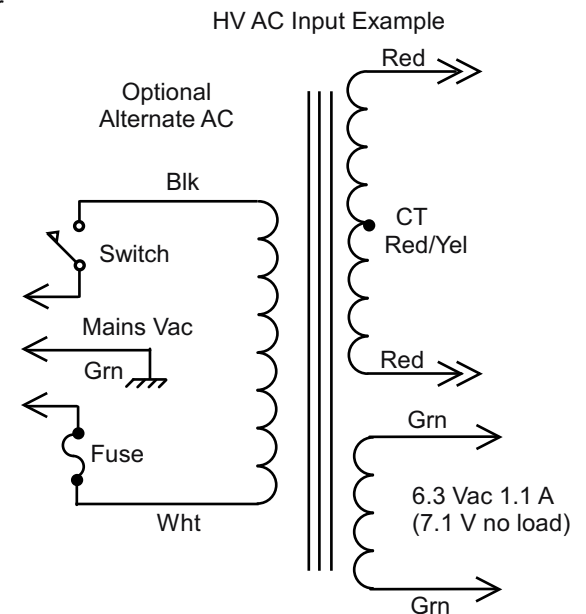 HV AC Input Example
Red
Optional
Alternate AC
Blk
CT
Red/Yel
Switch
Mains Vac
Grn
Red
Fuse
Wht
Grn
6.3 Vac 1.1 A
(7.1 V no load)
Grn